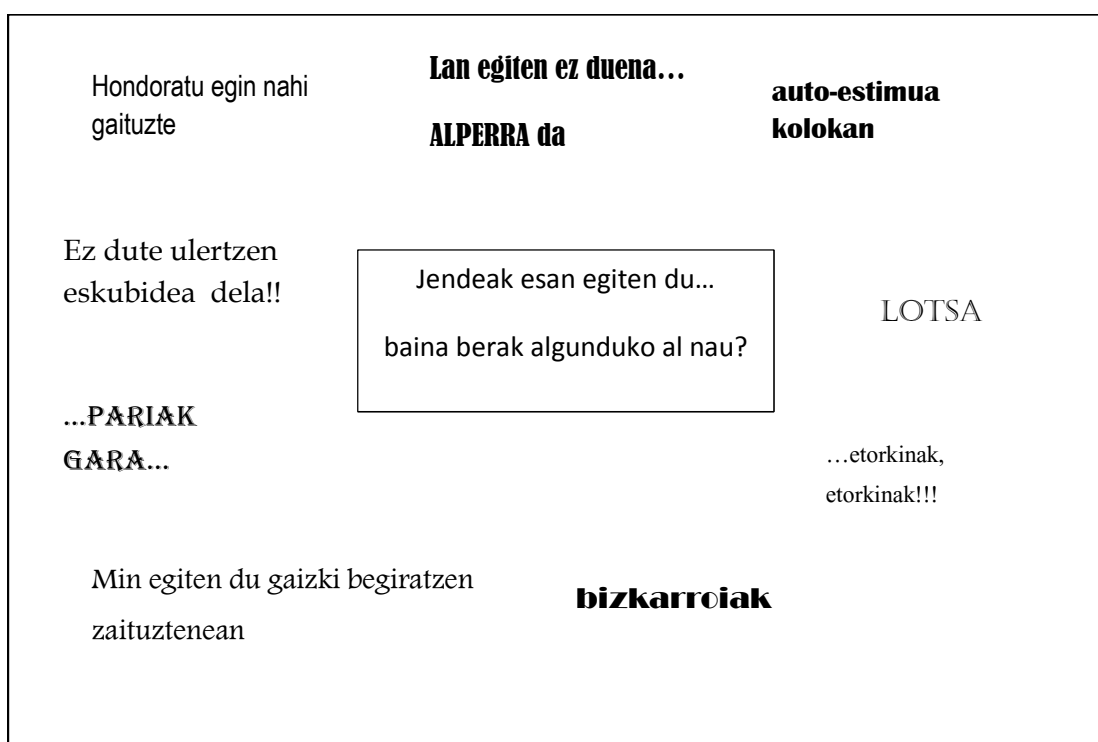 Hondoratu egin nahi
gaituzte
Lan egiten ez duena…
ALPERRA da
auto-estimua
kolokan
Ez dute ulertzen
eskubidea dela!!
Jendeak esan egiten du…
baina berak algunduko al nau?
LOTSA
…PARIAK
GARA…
…etorkinak,
etorkinak!!!
Min egiten du gaizki begiratzen
zaituztenean
bizkarroiak